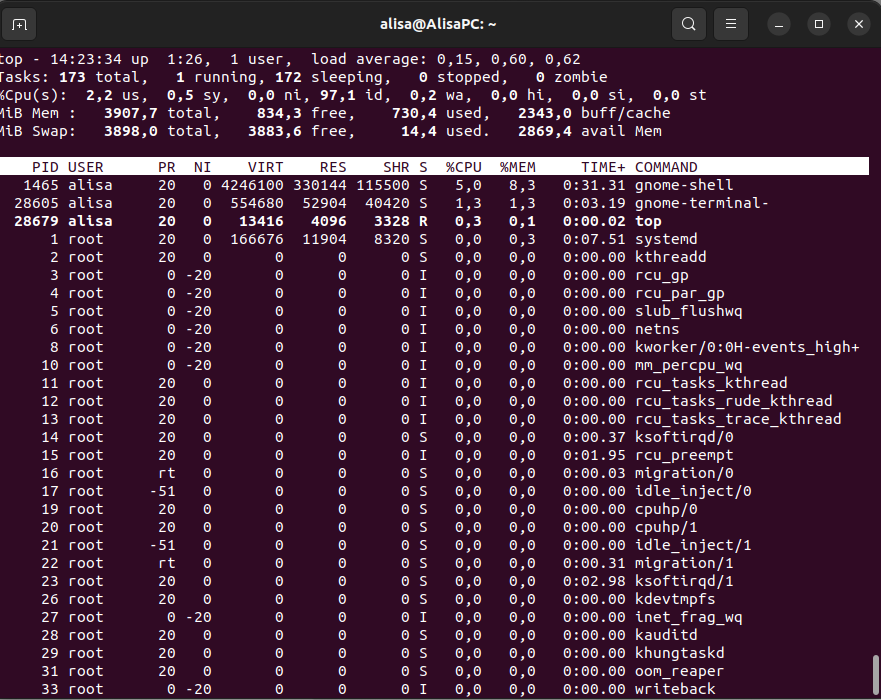 alisa@AlisaPC: ~
top - 14:23:34 up  1:26,  1 user,  load average: 0,15, 0,60, 0,62
Tasks: 173 total,   1 running, 172 sleeping,   0 stopped,   0 zombie
%Cpu(s):  2,2 us,  0,5 sy,  0,0 ni, 97,1 id,  0,2 wa,  0,0 hi,  0,0 si,  0,0 st
MiB Mem :   3907,7 total,    834,3 free,    730,4 used,   2343,0 buff/cache
MiB Swap:   3898,0 total,   3883,6 free,     14,4 used.   2869,4 avail Mem
PID USER      PR  NI    VIRT    RES    SHR S  %CPU  %MEM     TIME+ COMMAND
1465 alisa     20   0 4246100 330144 115500 S   5,0   8,3   0:31.31 gnome-shell
28605 alisa     20   0  554680  52904  40420 S   1,3   1,3   0:03.19 gnome-terminal-
28679 alisa     20   0   13416   4096   3328 R   0,3   0,1   0:00.02 top
1 root      20   0  166676  11904   8320 S   0,0   0,3   0:07.51 systemd
2 root      20   0       0      0      0 S   0,0   0,0   0:00.00 kthreadd
3 root       0 -20       0      0      0 I   0,0   0,0   0:00.00 rcu_gp
4 root       0 -20       0      0      0 I   0,0   0,0   0:00.00 rcu_par_gp
5 root       0 -20       0      0      0 I   0,0   0,0   0:00.00 slub_flushwq
6 root       0 -20       0      0      0 I   0,0   0,0   0:00.00 netns
8 root       0 -20       0      0      0 I   0,0   0,0   0:00.00 kworker/0:0H-events_high+
10 root       0 -20       0      0      0 I   0,0   0,0   0:00.00 mm_percpu_wq
11 root      20   0       0      0      0 I   0,0   0,0   0:00.00 rcu_tasks_kthread
12 root      20   0       0      0      0 I   0,0   0,0   0:00.00 rcu_tasks_rude_kthread
13 root      20   0       0      0      0 I   0,0   0,0   0:00.00 rcu_tasks_trace_kthread
14 root      20   0       0      0      0 S   0,0   0,0   0:00.37 ksoftirqd/0
15 root      20   0       0      0      0 I   0,0   0,0   0:01.95 rcu_preempt
16 root      rt   0       0      0      0 S   0,0   0,0   0:00.03 migration/0
17 root     -51   0       0      0      0 S   0,0   0,0   0:00.00 idle_inject/0
19 root      20   0       0      0      0 S   0,0   0,0   0:00.00 cpuhp/0
20 root      20   0       0      0      0 S   0,0   0,0   0:00.00 cpuhp/1
21 root     -51   0       0      0      0 S   0,0   0,0   0:00.00 idle_inject/1
22 root      rt   0       0      0      0 S   0,0   0,0   0:00.31 migration/1
23 root      20   0       0      0      0 S   0,0   0,0   0:02.98 ksoftirqd/1
26 root      20   0       0      0      0 S   0,0   0,0   0:00.00 kdevtmpfs
27 root       0 -20       0      0      0 I   0,0   0,0   0:00.00 inet_frag_wq
28 root      20   0       0      0      0 S   0,0   0,0   0:00.00 kauditd
29 root      20   0       0      0      0 S   0,0   0,0   0:00.00 khungtaskd
31 root      20   0       0      0      0 S   0,0   0,0   0:00.00 oom_reaper
33 root       0 -20       0      0      0 I   0,0   0,0   0:00.00 writeback